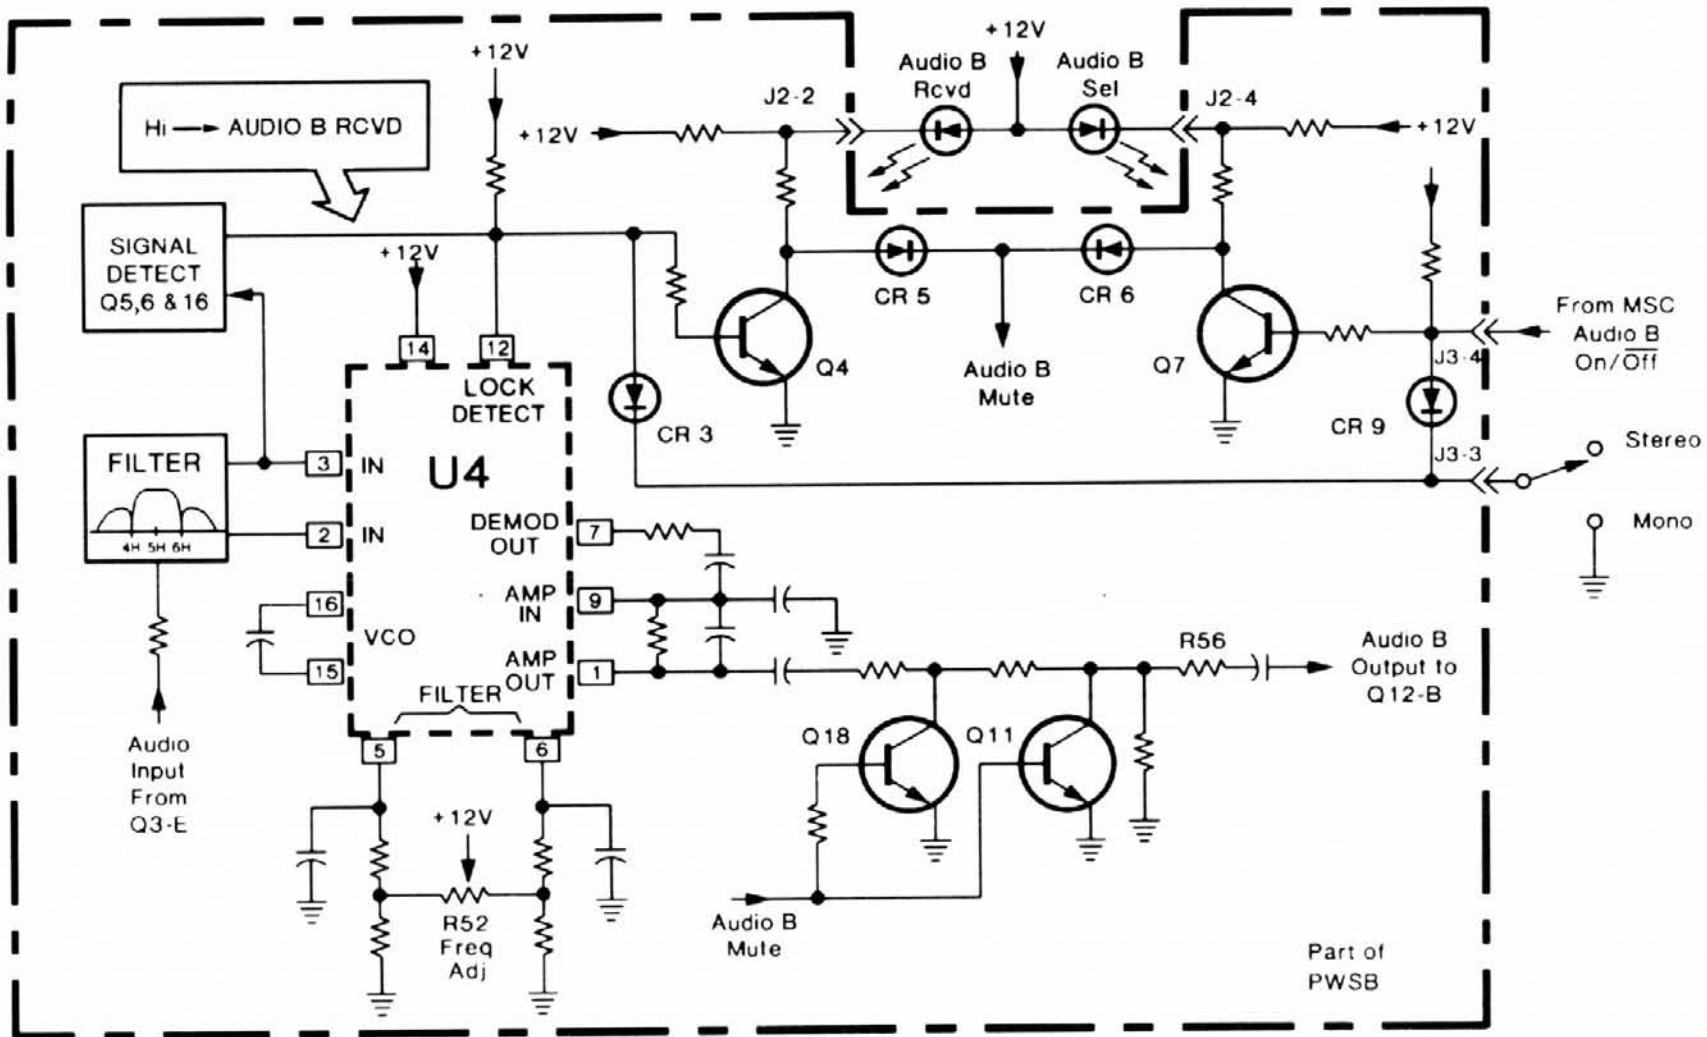 +12V
+12V
Audio B
Rcvd
Audio B
Sel
J2-2
J2-4
Hi → AUDIO B RCVD
+12V
+12V
SIGNAL
DETECT
Q5,6 & 16
+12V
CR 5
CR 6
From MSC
Audio B
On/Off
14
12
LOCK
DETECT
Q4
Audio B
Mute
Q7
J3-4
CR 3
CR 9
FILTER
4H 5H 6H
3
IN
U4
J3-3
Stereo
2
IN
DEMOD
OUT
7
Mono
16
VCO
15
AMP
IN
9
AMP
OUT
1
R56
Audio B
Output to
Q12-B
FILTER
5
6
Q18
Q11
Audio
Input
From
Q3-E
+12V
R52
Freq
Adj
Audio B
Mute
Part of
PWSB